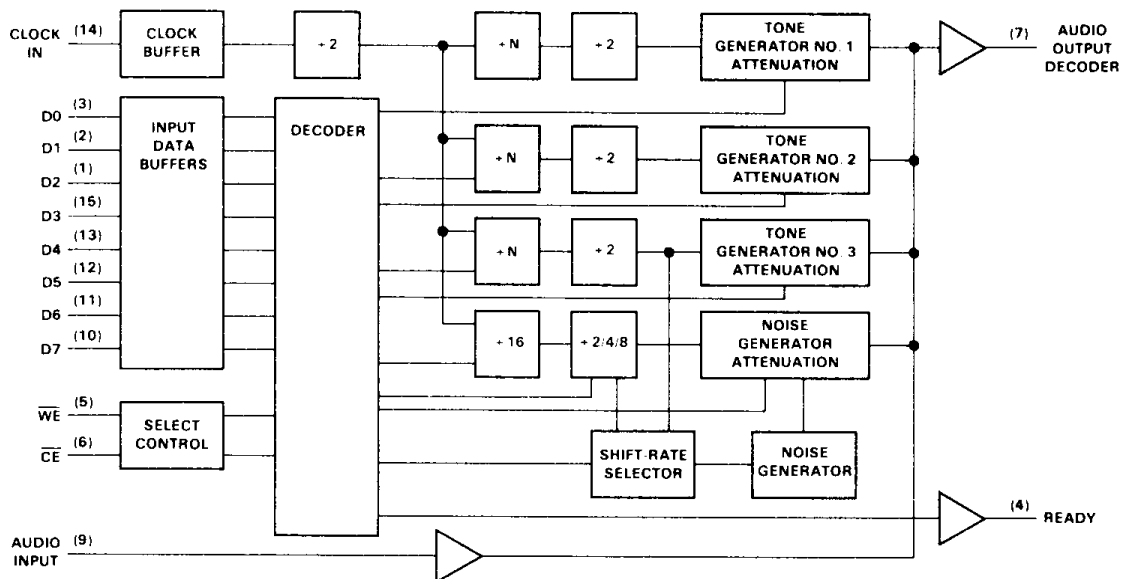 CLOCK IN
(14)
CLOCK
BUFFER
÷ 2
÷ N
÷ 2
TONE
GENERATOR NO. 1
ATTENUATION
(7)
AUDIO
OUTPUT
DECODER
D0 (3)
D1 (2)
D2 (1)
D3 (15)
D4 (13)
D5 (12)
D6 (11)
D7 (10)
INPUT
DATA
BUFFERS
DECODER
÷ N
÷ 2
TONE
GENERATOR NO. 2
ATTENUATION
÷ N
÷ 2
TONE
GENERATOR NO. 3
ATTENUATION
÷ 16
÷ 2/4/8
NOISE
GENERATOR
ATTENUATION
W̅E̅ (5)
C̅E̅ (6)
SELECT
CONTROL
SHIFT-RATE
SELECTOR
NOISE
GENERATOR
(4) READY
AUDIO
INPUT
(9)